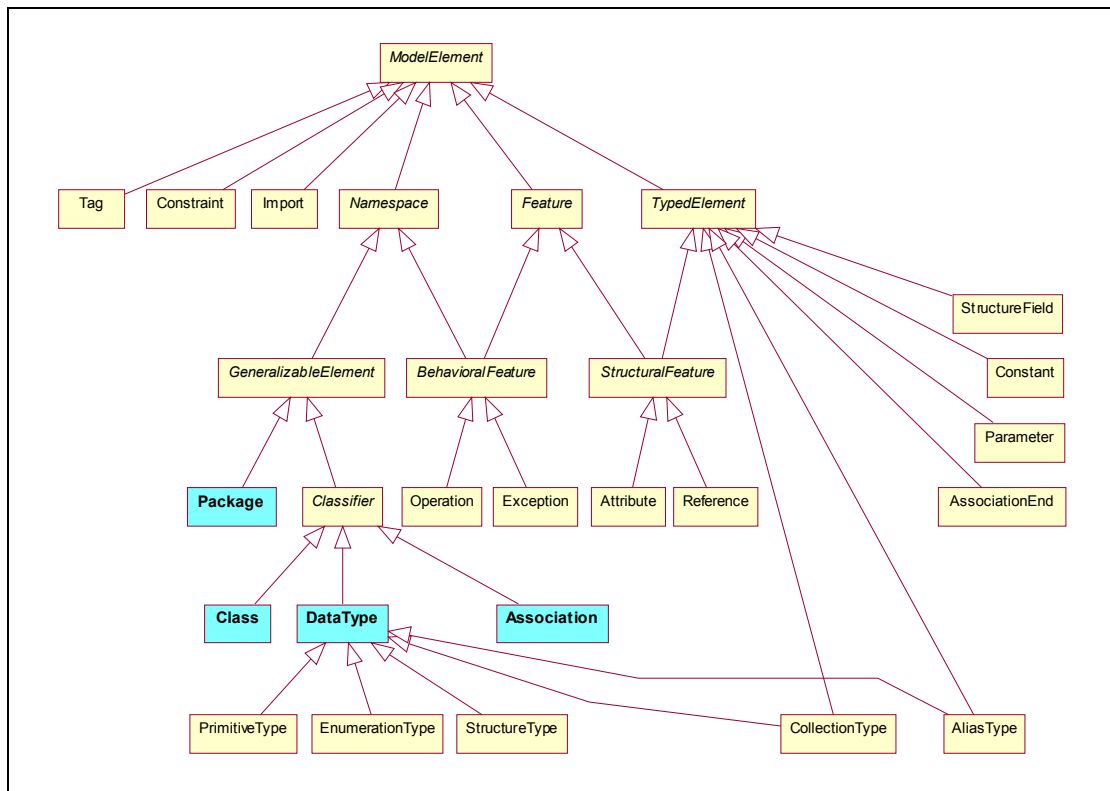 ModelElement
Tag
Constraint
Import
Namespace
Feature
TypedElement
StructureField
GeneralizableElement
BehavioralFeature
StructuralFeature
Constant
Parameter
Package
Classifier
Operation
Exception
Attribute
Reference
AssociationEnd
Class
DataType
Association
PrimitiveType
EnumerationType
StructureType
CollectionType
AliasType